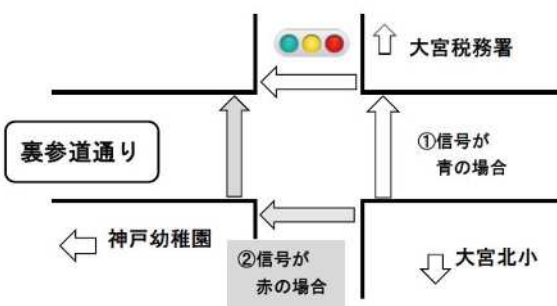 大宮税務署
①信号が
青の場合
裏参道通り
神戸幼稚園
②信号が
赤の場合
大宮北小